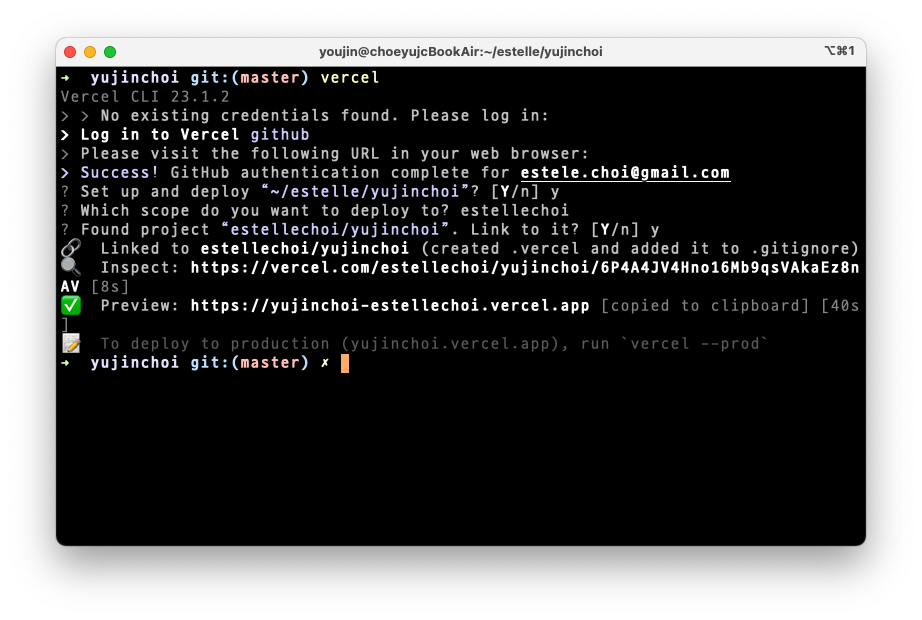 youjin@choeyujcBookAir:~/estelle/yujinchoi ⌥⌘1
→ yujinchoi git:(master) vercel
Vercel CLI 23.1.2
> > No existing credentials found. Please log in:
> Log in to Vercel github
> Please visit the following URL in your web browser:
> Success! GitHub authentication complete for estele.choi@gmail.com
? Set up and deploy “~/estelle/yujinchoi”? [Y/n] y
? Which scope do you want to deploy to? estellechoi
? Found project “estellechoi/yujinchoi”. Link to it? [Y/n] y
🔗 Linked to estellechoi/yujinchoi (created .vercel and added it to .gitignore)
🔍 Inspect: https://vercel.com/estellechoi/yujinchoi/6P4A4JV4Hno16Mb9qsVAkaEz8n
AV [8s]
✅ Preview: https://yujinchoi-estellechoi.vercel.app [copied to clipboard] [40s
]
📝 To deploy to production (yujinchoi.vercel.app), run `vercel --prod`
→ yujinchoi git:(master) ✗